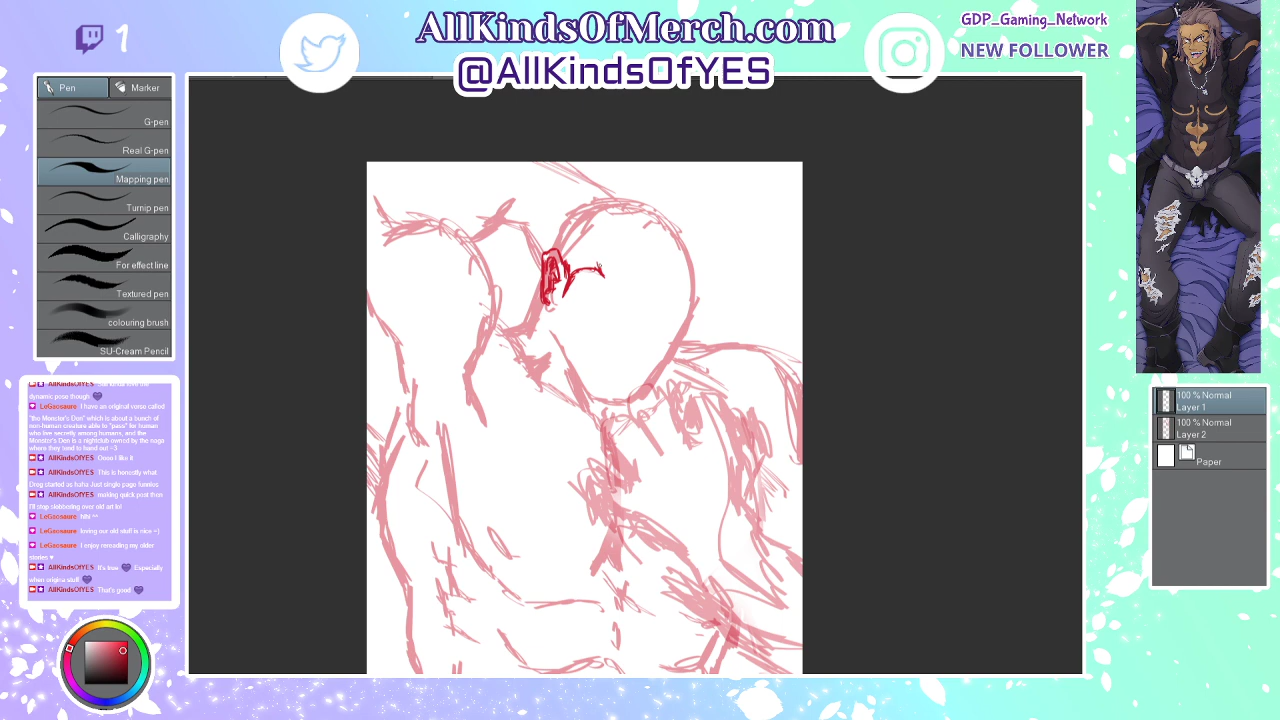 1
AllKindsOfMerch.com
@AllKindsOfYES
GDP_Gaming_Network
NEW FOLLOWER
Pen
Marker
G-pen
Real G-pen
Mapping pen
Turnip pen
Calligraphy
For effect line
Textured pen
colouring brush
SU-Cream Pencil
dynamic pose though
LeGaosaure I have an original verse called
"the Monster's Den" which is about a bunch of
non-human creature able to "pass" for human
who live secretly among humans, and the
Monster's Den is a nightclub owned by the naga
where they tend to hand out =3
AllKindsOfYES Oooo I like it
AllKindsOfYES This is honestly what
Drog started as haha Just single page funnies
AllKindsOfYES making quick post then
I'll stop slobbering over old art lol
LeGaosaure
LeGaosaure loving our old stuff is nice =)
LeGaosaure I enjoy rereading my older
stories ♥
AllKindsOfYES It's true 💜 Especially
when origina stuff 💜
AllKindsOfYES That's good 💜
100 % Normal
Layer 1
100 % Normal
Layer 2
Paper